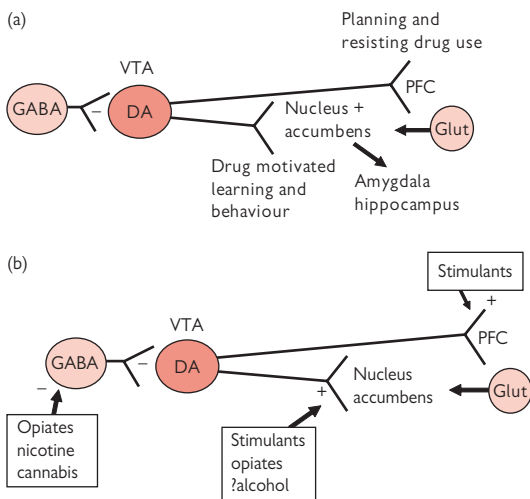 (a)
Planning and
resisting drug use
VTA
GABA
−
DA
PFC
Nucleus +
accumbens
Glut
Drug motivated
learning and
behaviour
Amygdala
hippocampus
(b)
Stimulants
+
VTA
PFC
GABA
−
DA
Nucleus
accumbens
Glut
−
+
Opiates
nicotine
cannabis
Stimulants
opiates
?alcohol